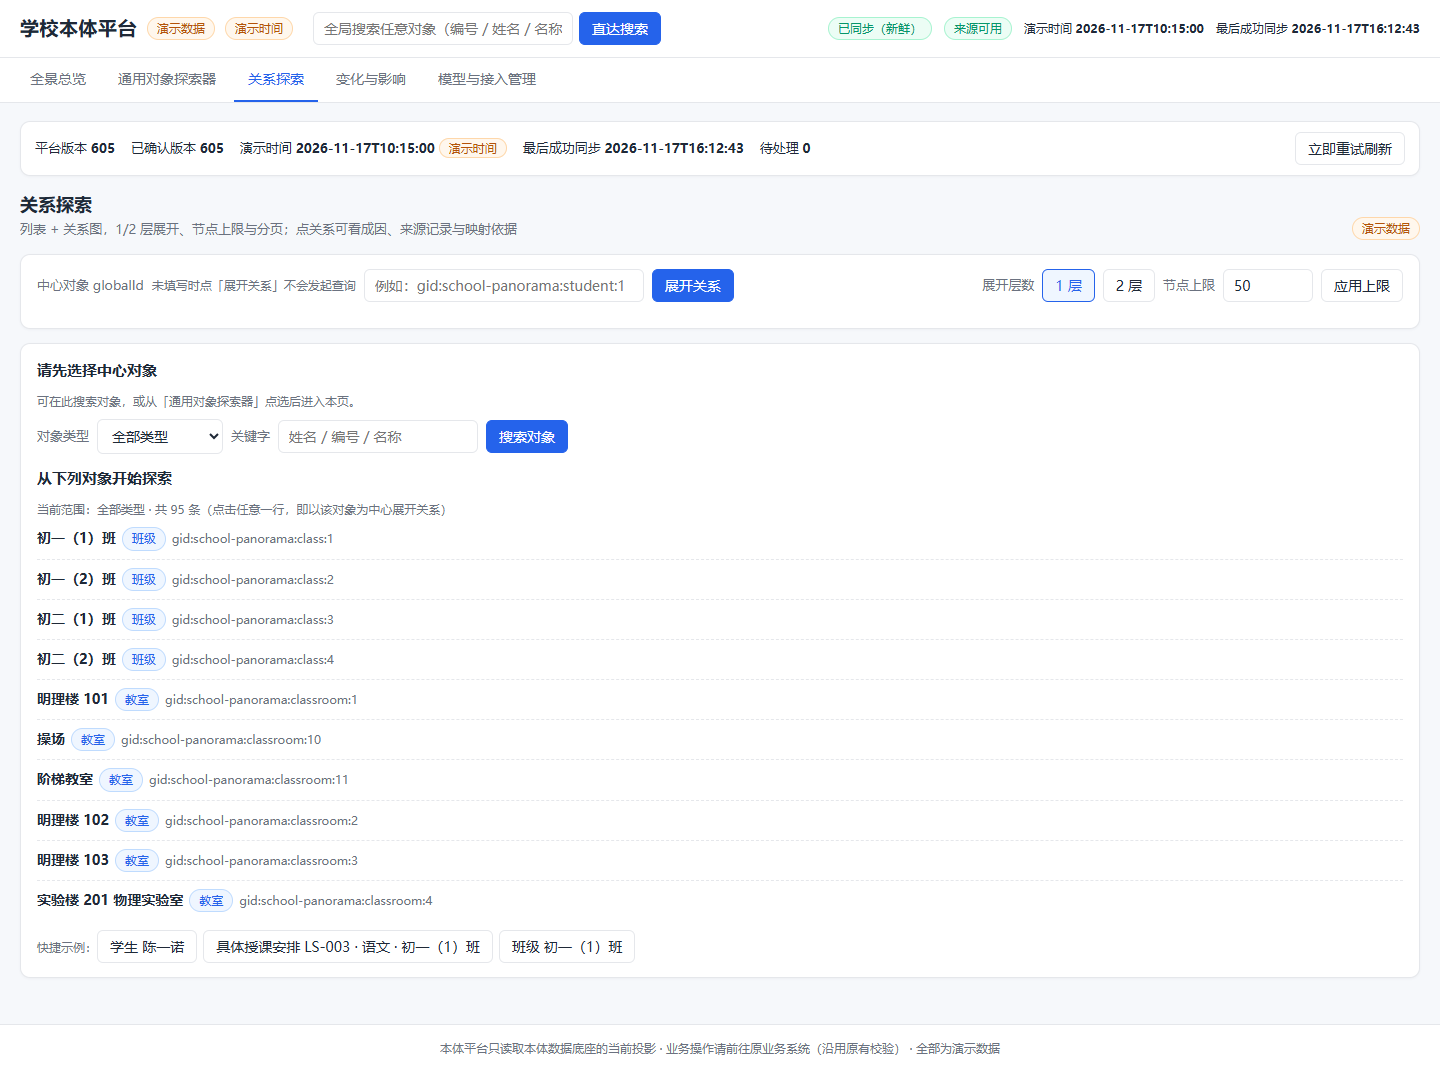 学校本体平台 演示数据 演示时间 全局搜索任意对象（编号 / 姓名 / 名称 直达搜索 已同步（新鲜） 来源可用 演示时间 2026-11-17T10:15:00 最后成功同步 2026-11-17T16:12:43
全景总览 通用对象探索器 关系探索 变化与影响 模型与接入管理
平台版本 605 已确认版本 605 演示时间 2026-11-17T10:15:00 演示时间 最后成功同步 2026-11-17T16:12:43 待处理 0 立即重试刷新
关系探索
列表 + 关系图，1/2 层展开、节点上限与分页；点关系可看成因、来源记录与映射依据 演示数据
中心对象 globalId 未填写时点「展开关系」不会发起查询 例如：gid:school-panorama:student:1 展开关系 展开层数 1 层 2 层 节点上限 50 应用上限
请先选择中心对象
可在此搜索对象，或从「通用对象探索器」点选后进入本页。
对象类型 全部类型 关键字 姓名 / 编号 / 名称 搜索对象
从下列对象开始探索
当前范围：全部类型 · 共 95 条（点击任意一行，即以该对象为中心展开关系）
初一（1）班 班级 gid:school-panorama:class:1
初一（2）班 班级 gid:school-panorama:class:2
初二（1）班 班级 gid:school-panorama:class:3
初二（2）班 班级 gid:school-panorama:class:4
明理楼 101 教室 gid:school-panorama:classroom:1
操场 教室 gid:school-panorama:classroom:10
阶梯教室 教室 gid:school-panorama:classroom:11
明理楼 102 教室 gid:school-panorama:classroom:2
明理楼 103 教室 gid:school-panorama:classroom:3
实验楼 201 物理实验室 教室 gid:school-panorama:classroom:4
快捷示例： 学生 陈一诺 具体授课安排 LS-003 · 语文 · 初一（1）班 班级 初一（1）班
本体平台只读取本体数据底座的当前投影 · 业务操作请前往原业务系统（沿用原有校验） · 全部为演示数据